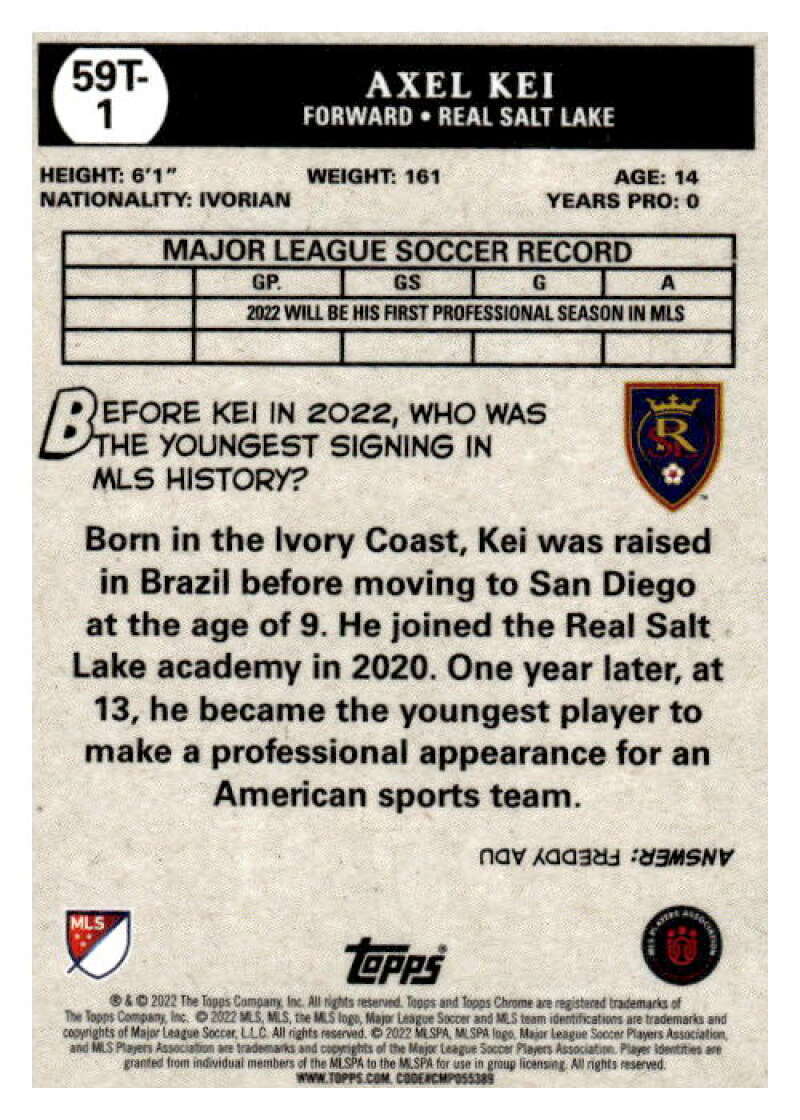 59T-
1
AXEL KEI
FORWARD • REAL SALT LAKE
HEIGHT: 6'1" WEIGHT: 161 AGE: 14
NATIONALITY: IVORIAN YEARS PRO: 0
MAJOR LEAGUE SOCCER RECORD
GP. GS G A
2022 WILL BE HIS FIRST PROFESSIONAL SEASON IN MLS
BEFORE KEI IN 2022, WHO WAS
THE YOUNGEST SIGNING IN
MLS HISTORY?
RSL
™
Born in the Ivory Coast, Kei was raised
in Brazil before moving to San Diego
at the age of 9. He joined the Real Salt
Lake academy in 2020. One year later, at
13, he became the youngest player to
make a professional appearance for an
American sports team.
ANSWER: FREDDY ADU
MLS
Topps®
MLS PLAYERS ASSOCIATION
® & © 2022 The Topps Company, Inc. All rights reserved. Topps and Topps Chrome are registered trademarks of
The Topps Company, Inc. © 2022 MLS, MLS, the MLS logo, Major League Soccer and MLS team identifications are trademarks and
copyrights of Major League Soccer, L.L.C. All rights reserved. © 2022 MLSPA, MLSPA logo, Major League Soccer Players Association,
and MLS Players Association are trademarks and copyrights of the Major League Soccer Players Association. Player identities are
granted from individual members of the MLSPA to the MLSPA for use in group licensing. All rights reserved.
WWW.TOPPS.COM. CODE#CMP055389